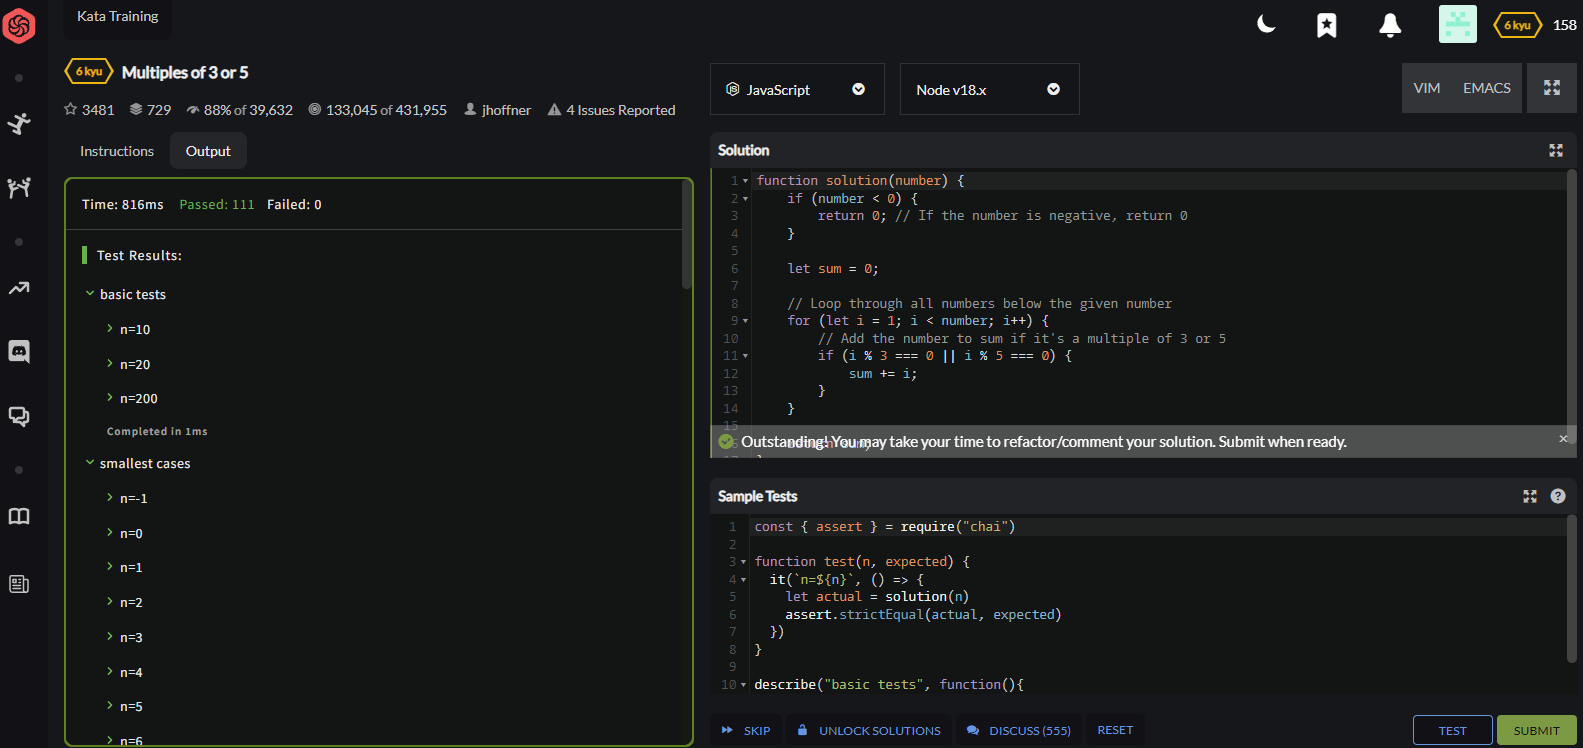 Kata Training
6 kyu
158
6 kyu Multiples of 3 or 5
3481 729 88% of 39,632 133,045 of 431,955 jhoffner 4 Issues Reported
JavaScript
Node v18.x
VIM EMACS
Instructions Output
Time: 816ms Passed: 111 Failed: 0
Test Results:
basic tests
n=10
n=20
n=200
Completed in 1ms
smallest cases
n=-1
n=0
n=1
n=2
n=3
n=4
n=5
n=6
Solution
1 function solution(number) {
2 if (number < 0) {
3 return 0; // If the number is negative, return 0
4 }
5
6 let sum = 0;
7
8 // Loop through all numbers below the given number
9 for (let i = 1; i < number; i++) {
10 // Add the number to sum if it's a multiple of 3 or 5
11 if (i % 3 === 0 || i % 5 === 0) {
12 sum += i;
13 }
14 }
15
Outstanding! You may take your time to refactor/comment your solution. Submit when ready.
Sample Tests
1 const { assert } = require("chai")
2
3 function test(n, expected) {
4 it(`n=${n}`, () => {
5 let actual = solution(n)
6 assert.strictEqual(actual, expected)
7 })
8 }
9
10 describe("basic tests", function(){
SKIP
UNLOCK SOLUTIONS
DISCUSS (555)
RESET
TEST
SUBMIT